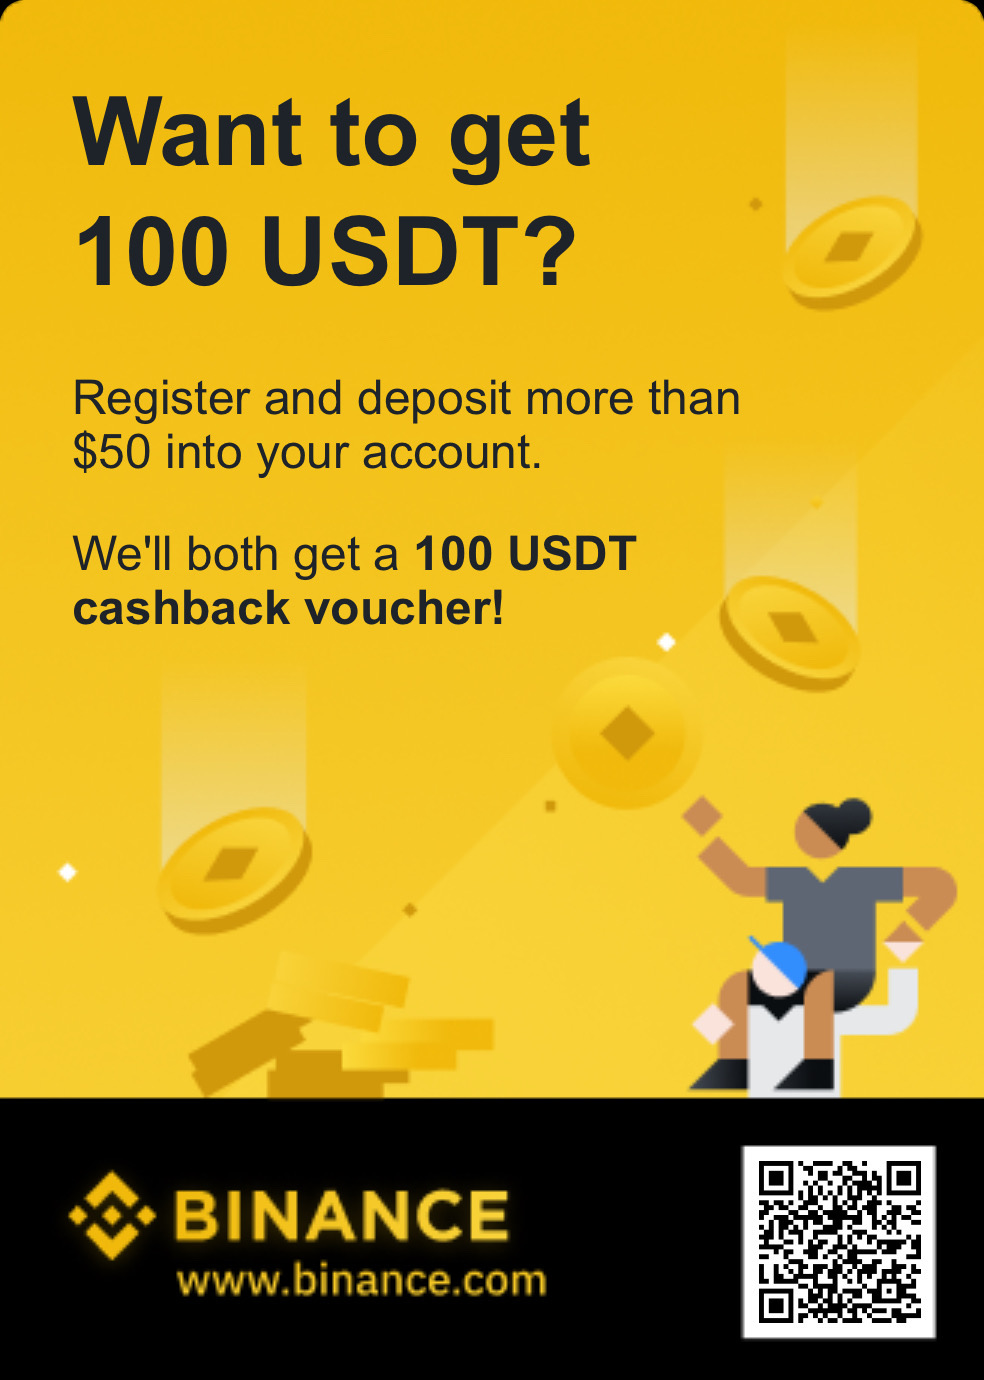 Want to get
100 USDT?
Register and deposit more than
$50 into your account.
We'll both get a 100 USDT
cashback voucher!
BINANCE
www.binance.com